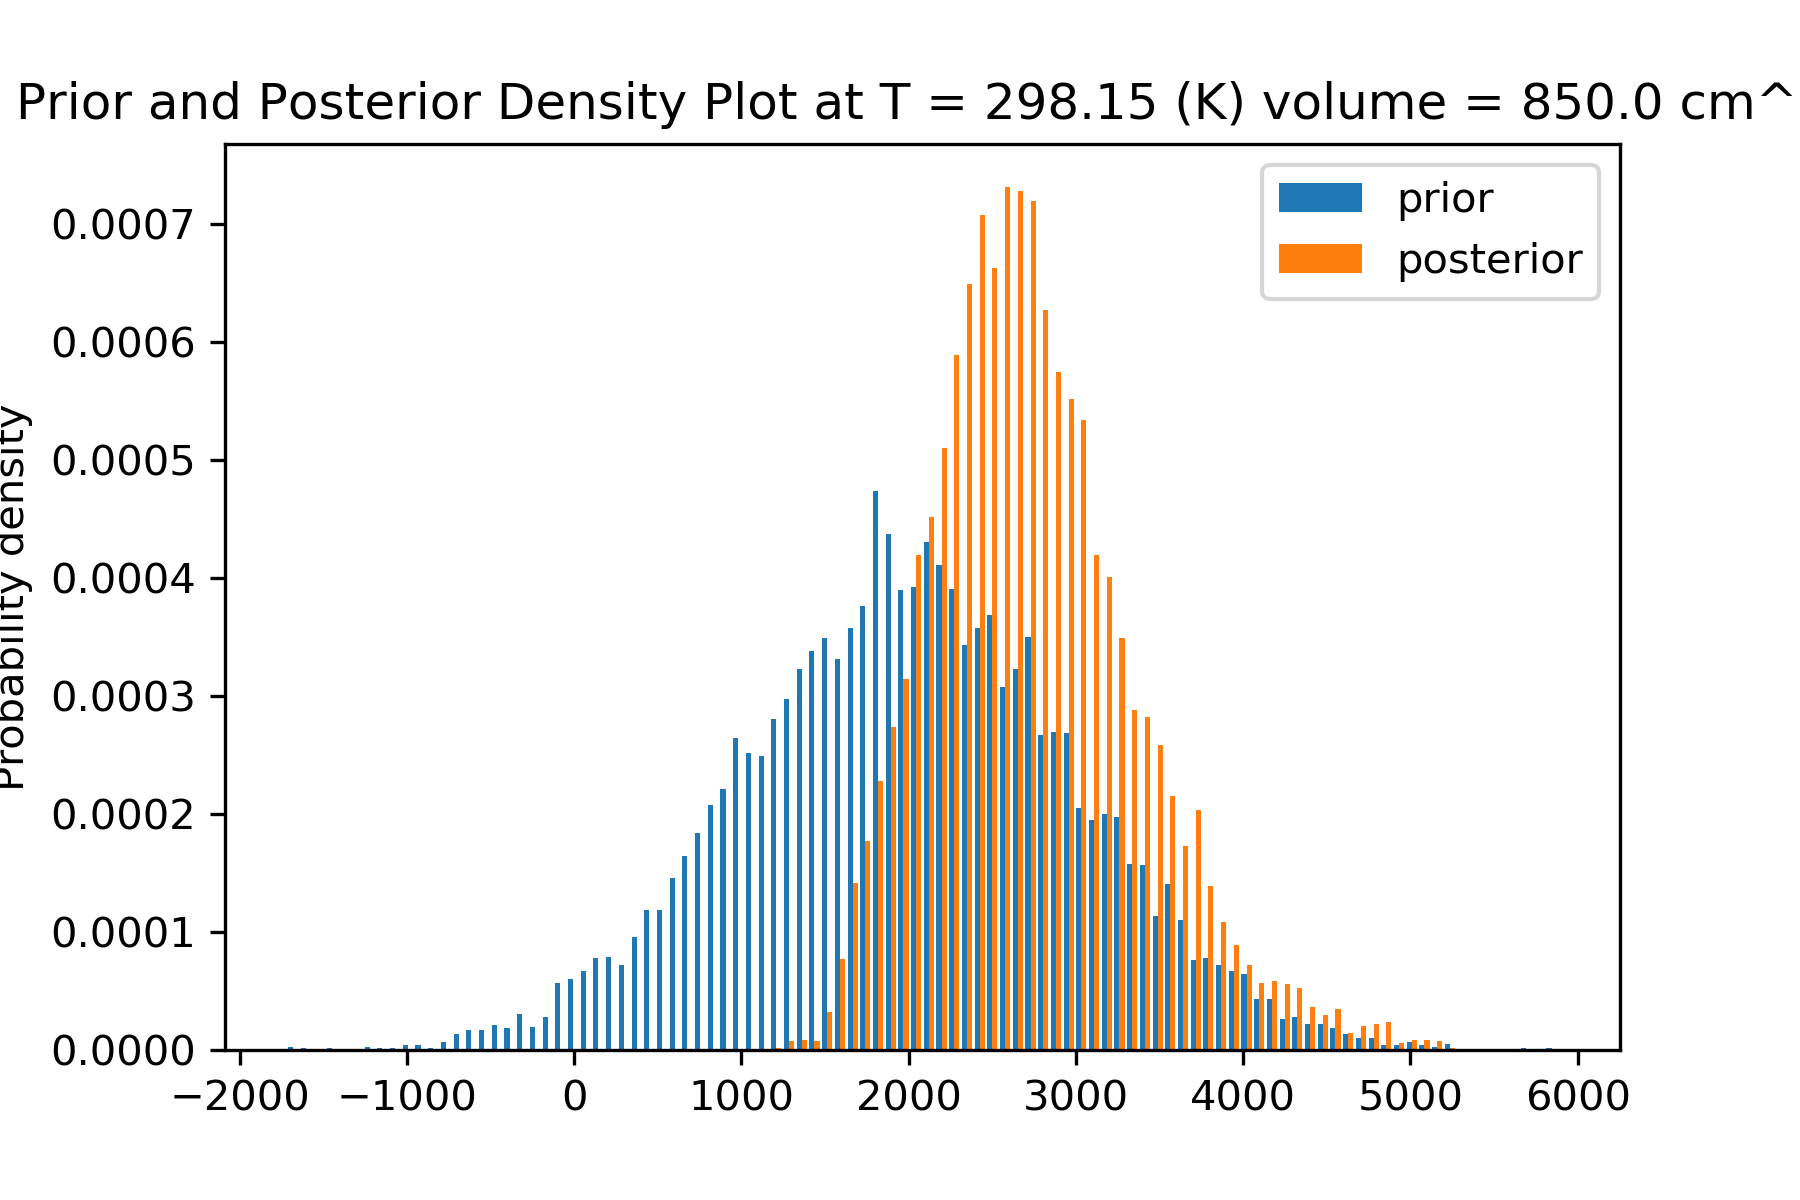 Prior and Posterior Density Plot at T = 298.15 (K) volume = 850.0 cm^
prior
posterior
Probability density
0.0007
0.0006
0.0005
0.0004
0.0003
0.0002
0.0001
0.0000
−2000 −1000 0 1000 2000 3000 4000 5000 6000